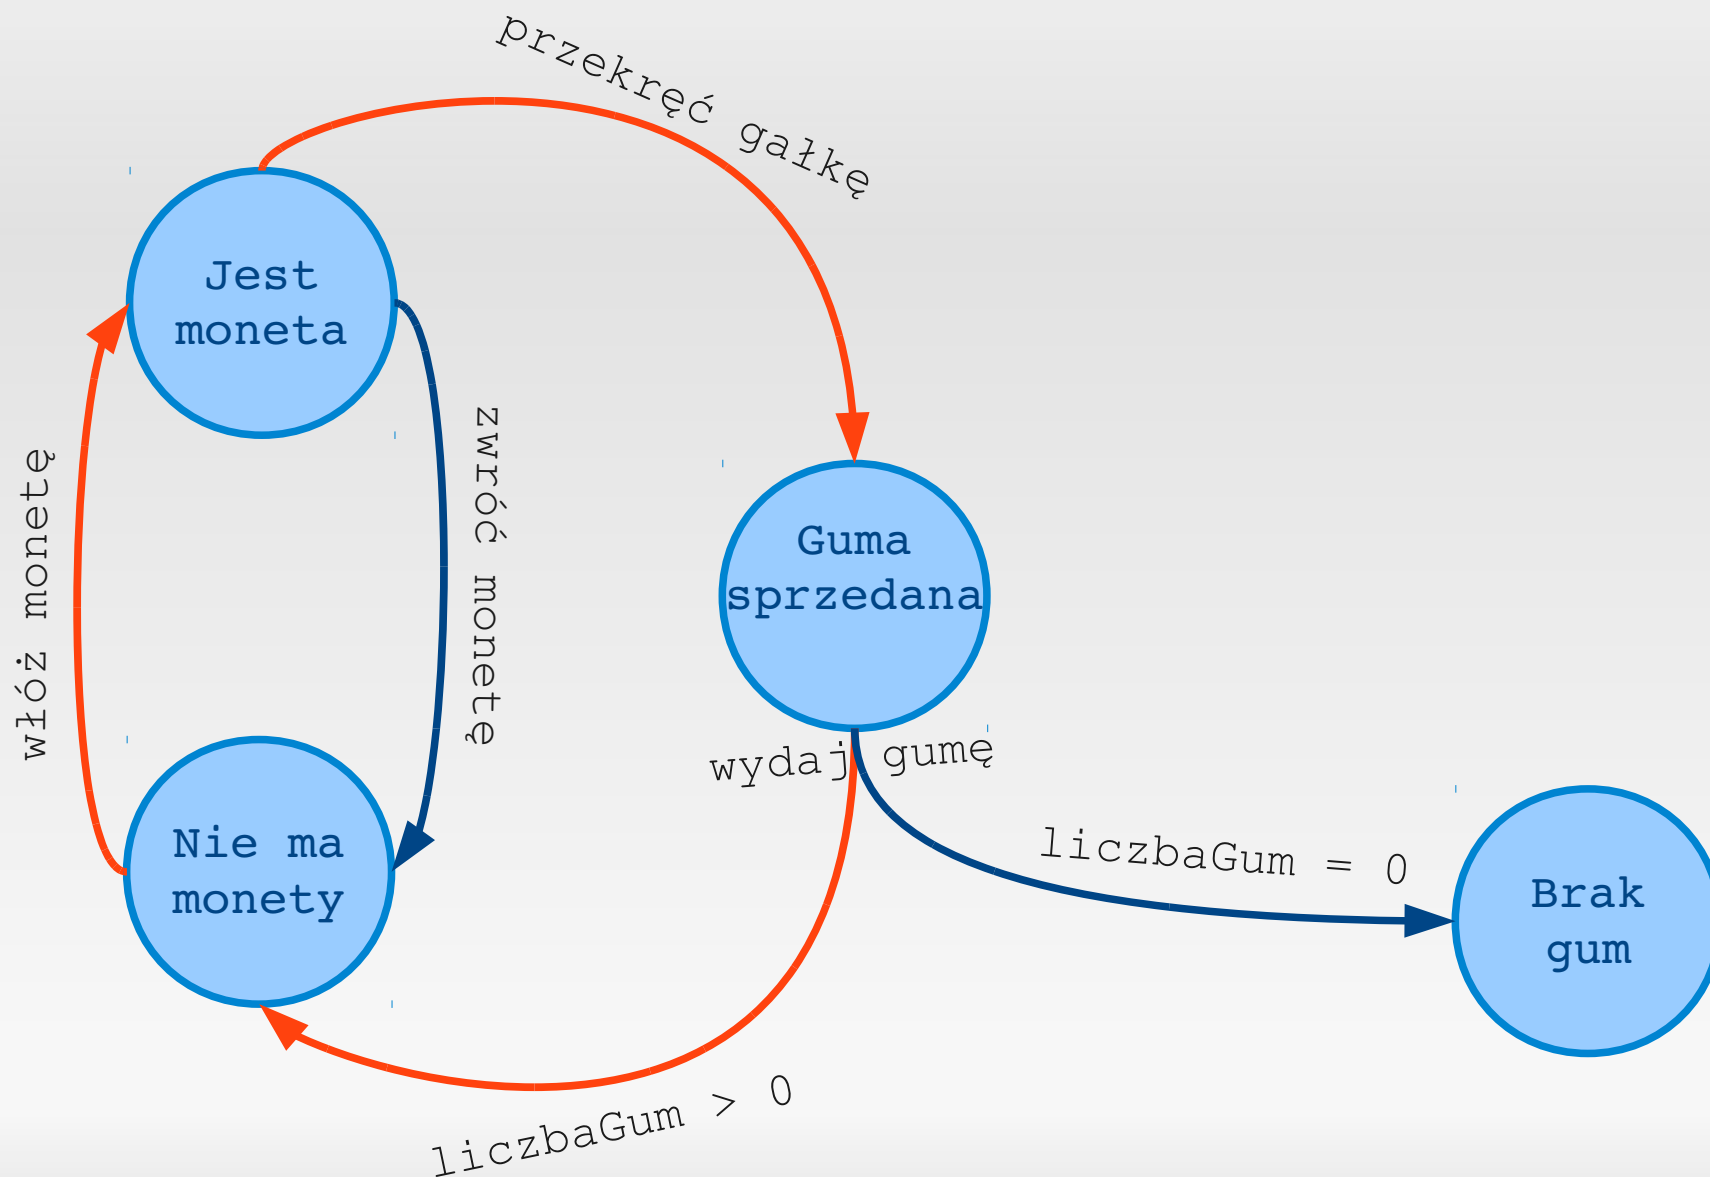 przekręć gałkę
Jest
moneta
włóż monetę
zwróć monetę
Guma
sprzedana
wydaj gumę
Nie ma
monety
liczbaGum = 0
Brak
gum
liczbaGum > 0